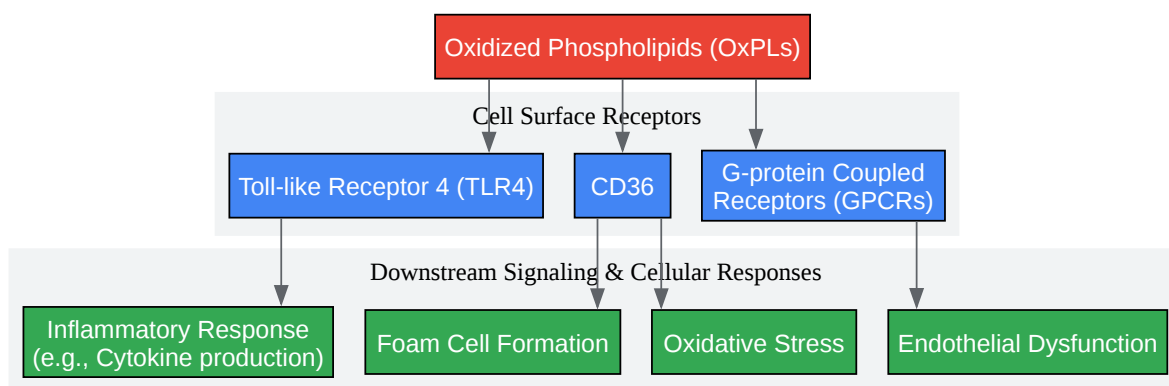 Oxidized Phospholipids (OxPLs)
Cell Surface Receptors
Toll-like Receptor 4 (TLR4)
CD36
G-protein Coupled
Receptors (GPCRs)
Downstream Signaling & Cellular Responses
Inflammatory Response
(e.g., Cytokine production)
Foam Cell Formation
Oxidative Stress
Endothelial Dysfunction